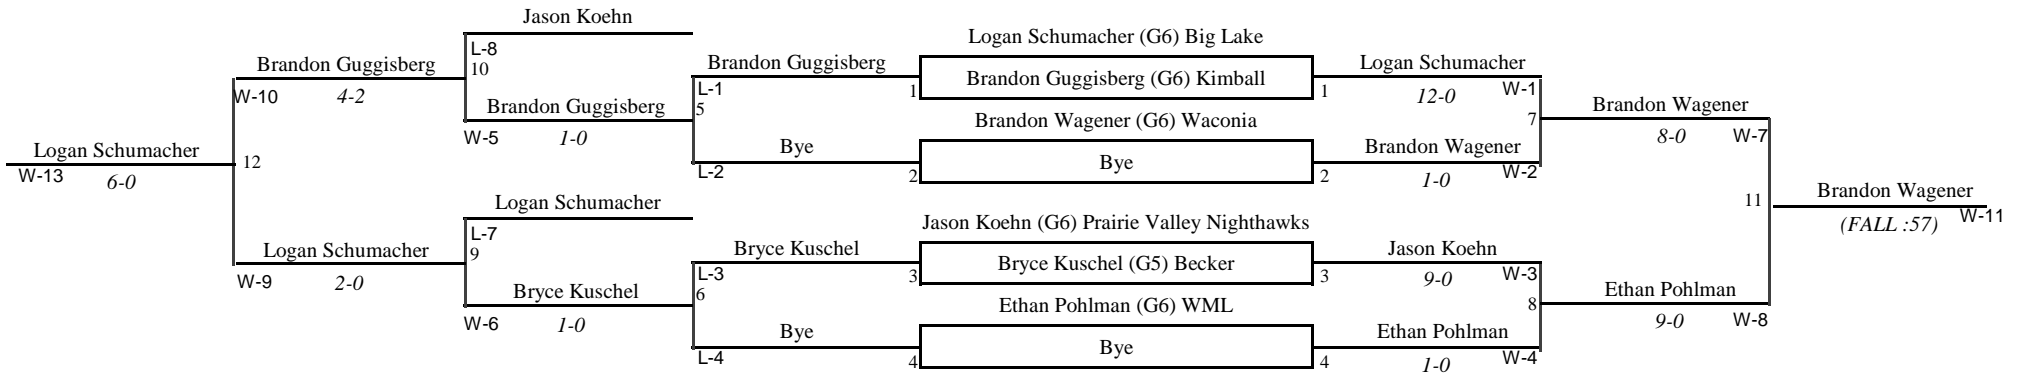 Jason Koehn
L-8
10
Brandon Guggisberg
W-10
4-2
Brandon Guggisberg
W-5
1-0
Logan Schumacher
W-13
6-0
12
Logan Schumacher
L-7
9
Logan Schumacher
W-9
2-0
Bryce Kuschel
W-6
1-0
Brandon Guggisberg
L-1
1
5
Bye
L-2
2
Bryce Kuschel
L-3
3
6
Bye
L-4
4
Logan Schumacher (G6) Big Lake
Brandon Guggisberg (G6) Kimball
Brandon Wagener (G6) Waconia
Bye
Jason Koehn (G6) Prairie Valley Nighthawks
Bryce Kuschel (G5) Becker
Ethan Pohlman (G6) WML
Bye
Logan Schumacher
1
12-0
W-1
7
Brandon Wagener
2
1-0
W-2
Jason Koehn
3
9-0
W-3
8
Ethan Pohlman
4
1-0
W-4
Brandon Wagener
8-0
W-7
11
Ethan Pohlman
9-0
W-8
Brandon Wagener
(FALL :57)
W-11